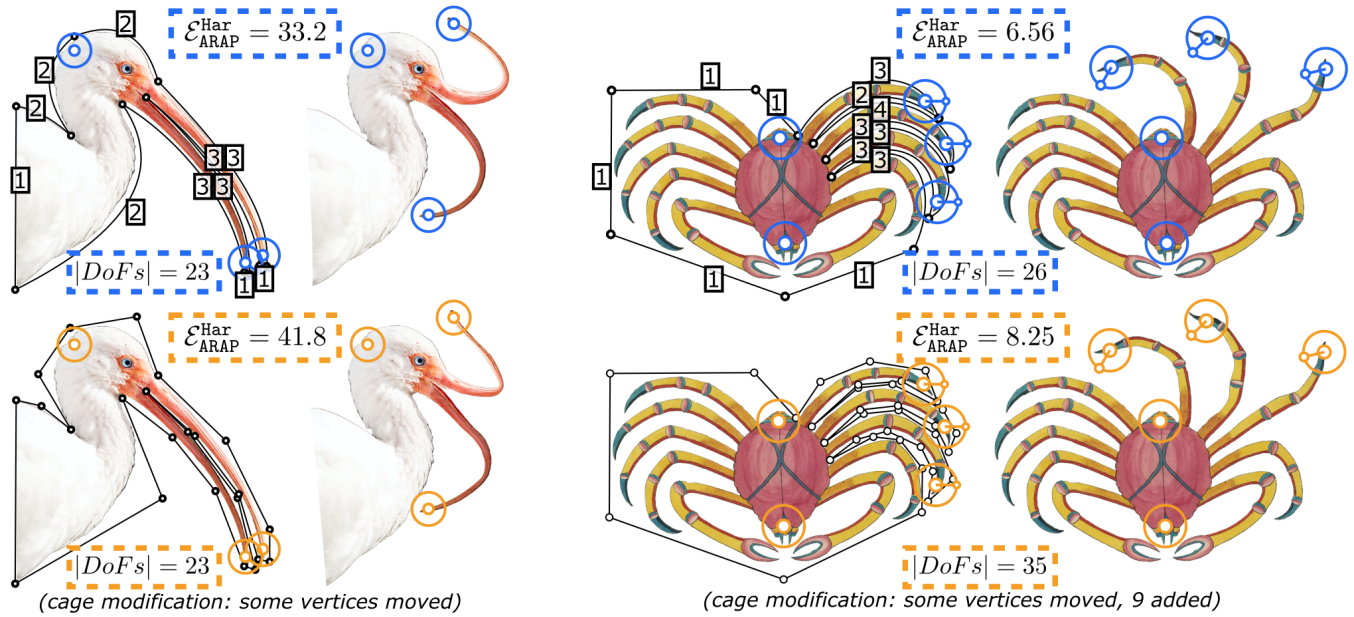 2
ℰ^Har_ARAP = 33.2
2
2
1
3 3
3 3
2
|DoFs| = 23
1 1
ℰ^Har_ARAP = 6.56
1
3
1
2
4
3
3
1
3
3
1
1
|DoFs| = 26
ℰ^Har_ARAP = 41.8
|DoFs| = 23
(cage modification: some vertices moved)
ℰ^Har_ARAP = 8.25
|DoFs| = 35
(cage modification: some vertices moved, 9 added)